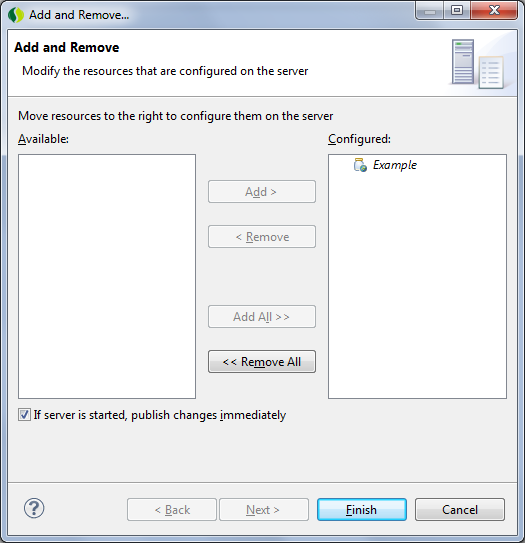 Add and Remove...
Add and Remove
Modify the resources that are configured on the server
Move resources to the right to configure them on the server
Available:
Configured:
Example
Add >
< Remove
Add All >>
<< Remove All
If server is started, publish changes immediately
?
< Back
Next >
Finish
Cancel